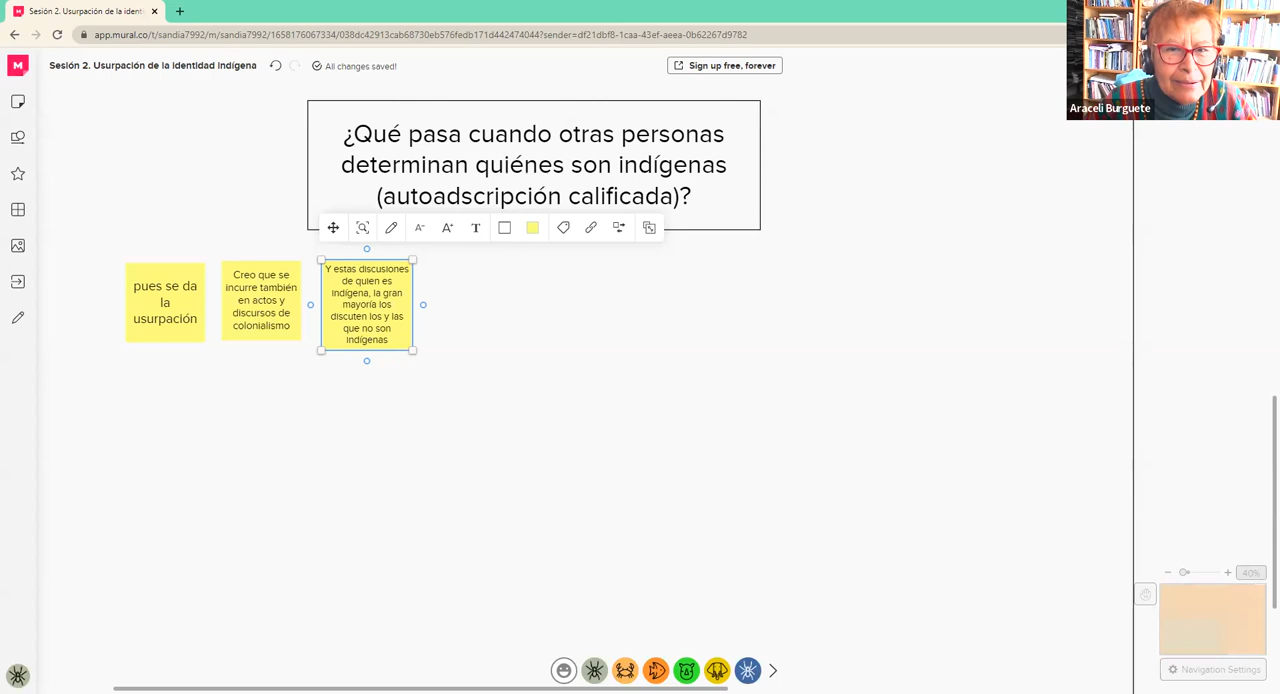 Sesión 2. Usurpación de la ident
app.mural.co/t/sandia7992/m/sandia7992/1658176067334/038dc42913cab68730eb576fedb171d442474044?sender=df21dbf8-1caa-43ef-aeea-0b62267d9782
Sesión 2. Usurpación de la identidad indígena
All changes saved!
Sign up free, forever
Araceli Burguete
¿Qué pasa cuando otras personas
determinan quiénes son indígenas
(autoadscripción calificada)?
A-
A+
T
pues se da
la
usurpación
Creo que se
incurre también
en actos y
discursos de
colonialismo
Y estas discusiones
de quien es
indígena, la gran
mayoría los
discuten los y las
que no son
indígenas
40%
Navigation Settings